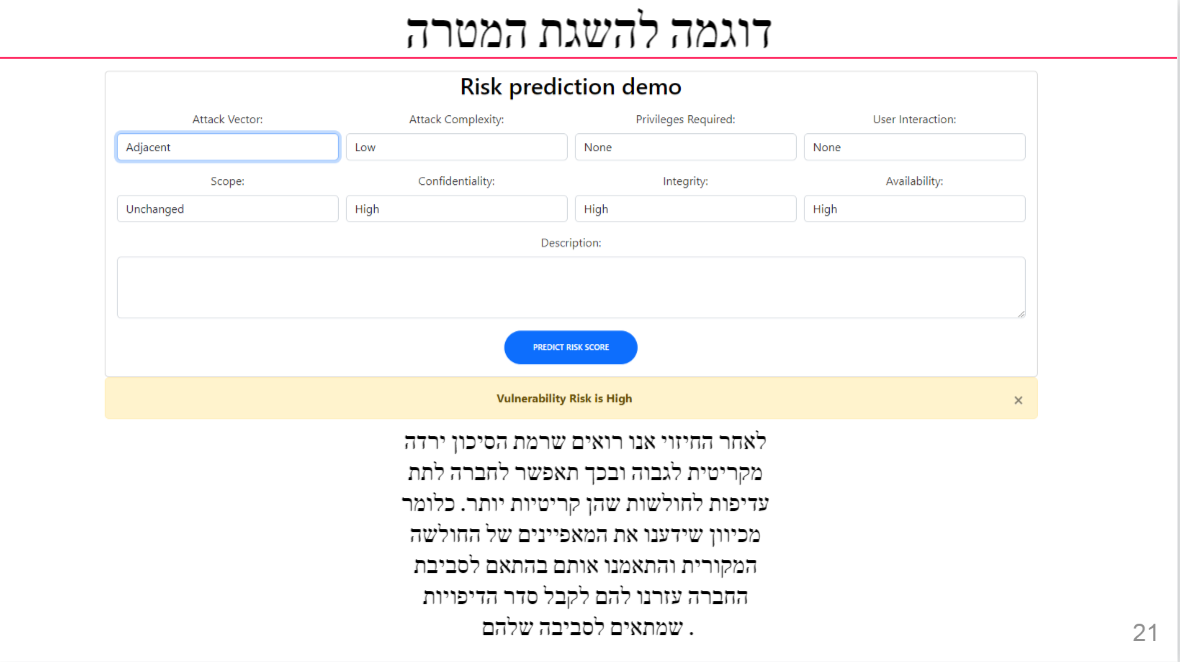 דוגמה להשגת המטרה
Risk prediction demo
Attack Vector: Attack Complexity: Privileges Required: User Interaction:
Adjacent Low None None
Scope: Confidentiality: Integrity: Availability:
Unchanged High High High
Description:
PREDICT RISK SCORE
Vulnerability Risk is High ×
לאחר החיזוי אנו רואים שרמת הסיכון ירדה
מקריטית לגבוה ובכך תאפשר לחברה לתת
עדיפות לחולשות שהן קריטיות יותר. כלומר
מכיוון שידענו את המאפיינים של החולשה
המקורית והתאמנו אותם בהתאם לסביבת
החברה עזרנו להם לקבל סדר הדיפויות
שמתאים לסביבה שלהם .
21